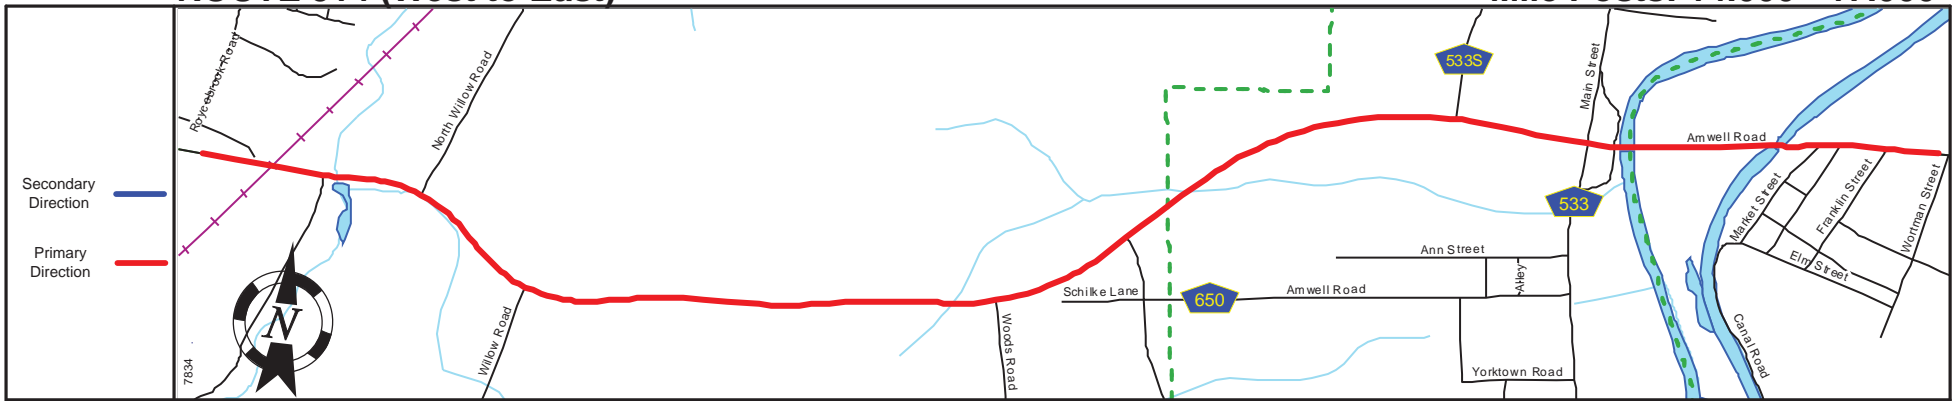 Secondary
Direction
Primary
Direction
Roycebrook Road
North Willow Road
533S
Main Street
Amwell Road
533
Market Street
Franklin Street
Wortman Street
Elm Street
Ann Street
Alley
Schilke Lane
650
Amwell Road
Canal Road
Woods Road
Willow Road
Yorktown Road
N
7834